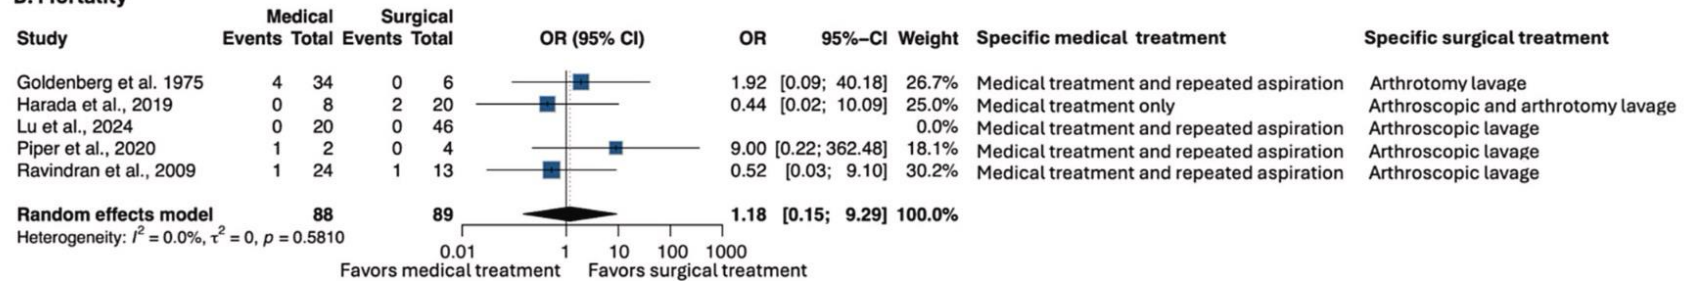 Medical Surgical
Study Events Total Events Total OR (95% CI) OR 95%-CI Weight Specific medical treatment Specific surgical treatment
Goldenberg et al. 1975 4 34 0 6 1.92 [0.09; 40.18] 26.7% Medical treatment and repeated aspiration Arthrotomy lavage
Harada et al., 2019 0 8 2 20 0.44 [0.02; 10.09] 25.0% Medical treatment only Arthroscopic and arthrotomy lavage
Lu et al., 2024 0 20 0 46 0.0% Medical treatment and repeated aspiration Arthroscopic lavage
Piper et al., 2020 1 2 0 4 9.00 [0.22; 362.48] 18.1% Medical treatment and repeated aspiration Arthroscopic lavage
Ravindran et al., 2009 1 24 1 13 0.52 [0.03; 9.10] 30.2% Medical treatment and repeated aspiration Arthroscopic lavage
Random effects model 88 89 1.18 [0.15; 9.29] 100.0%
Heterogeneity: I² = 0.0%, τ² = 0, p = 0.5810
0.01 1 10 100 1000
Favors medical treatment Favors surgical treatment